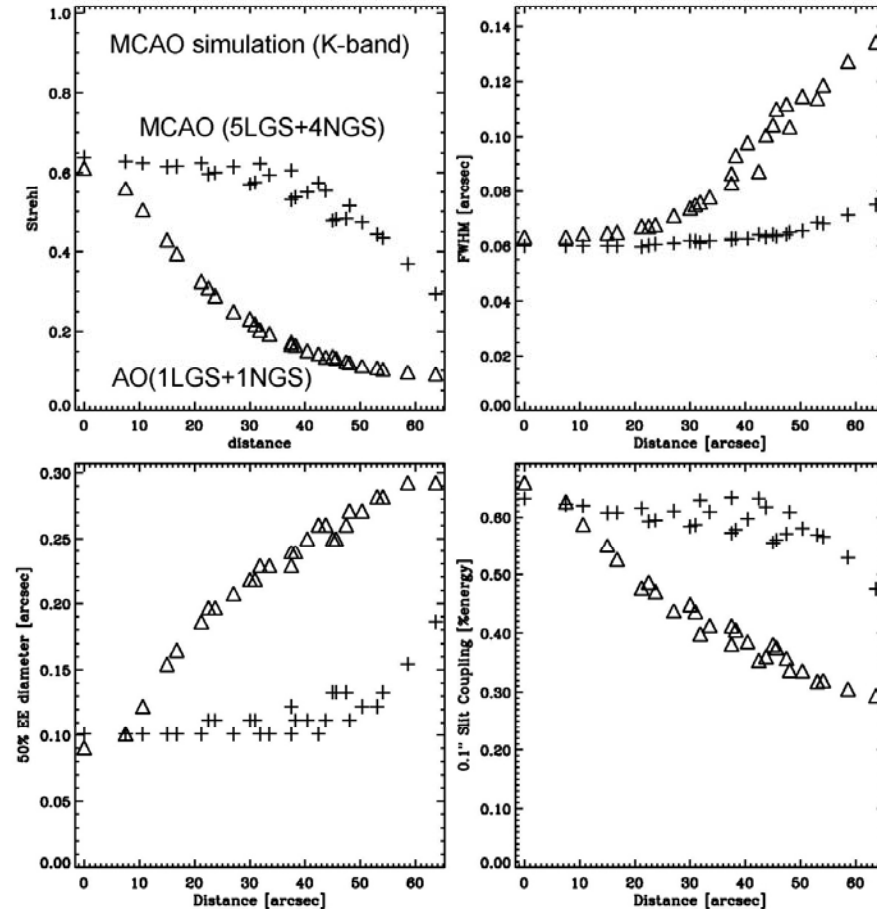 1.0
0.8
0.6
0.4
0.2
0.0
Strehl
MCAO simulation (K-band)
MCAO (5LGS+4NGS)
AO(1LGS+1NGS)
0 10 20 30 40 50 60
distance
0.14
0.12
0.10
0.08
0.06
0.04
0.02
0.00
FWHM [arcsec]
0 10 20 30 40 50 60
Distance [arcsec]
0.30
0.25
0.20
0.15
0.10
0.05
0.00
50% EE diameter [arcsec]
0 10 20 30 40 50 60
Distance [arcsec]
0.60
0.50
0.40
0.30
0.20
0.10
0.00
0.1" Slit Coupling [%energy]
0 10 20 30 40 50 60
Distance [arcsec]